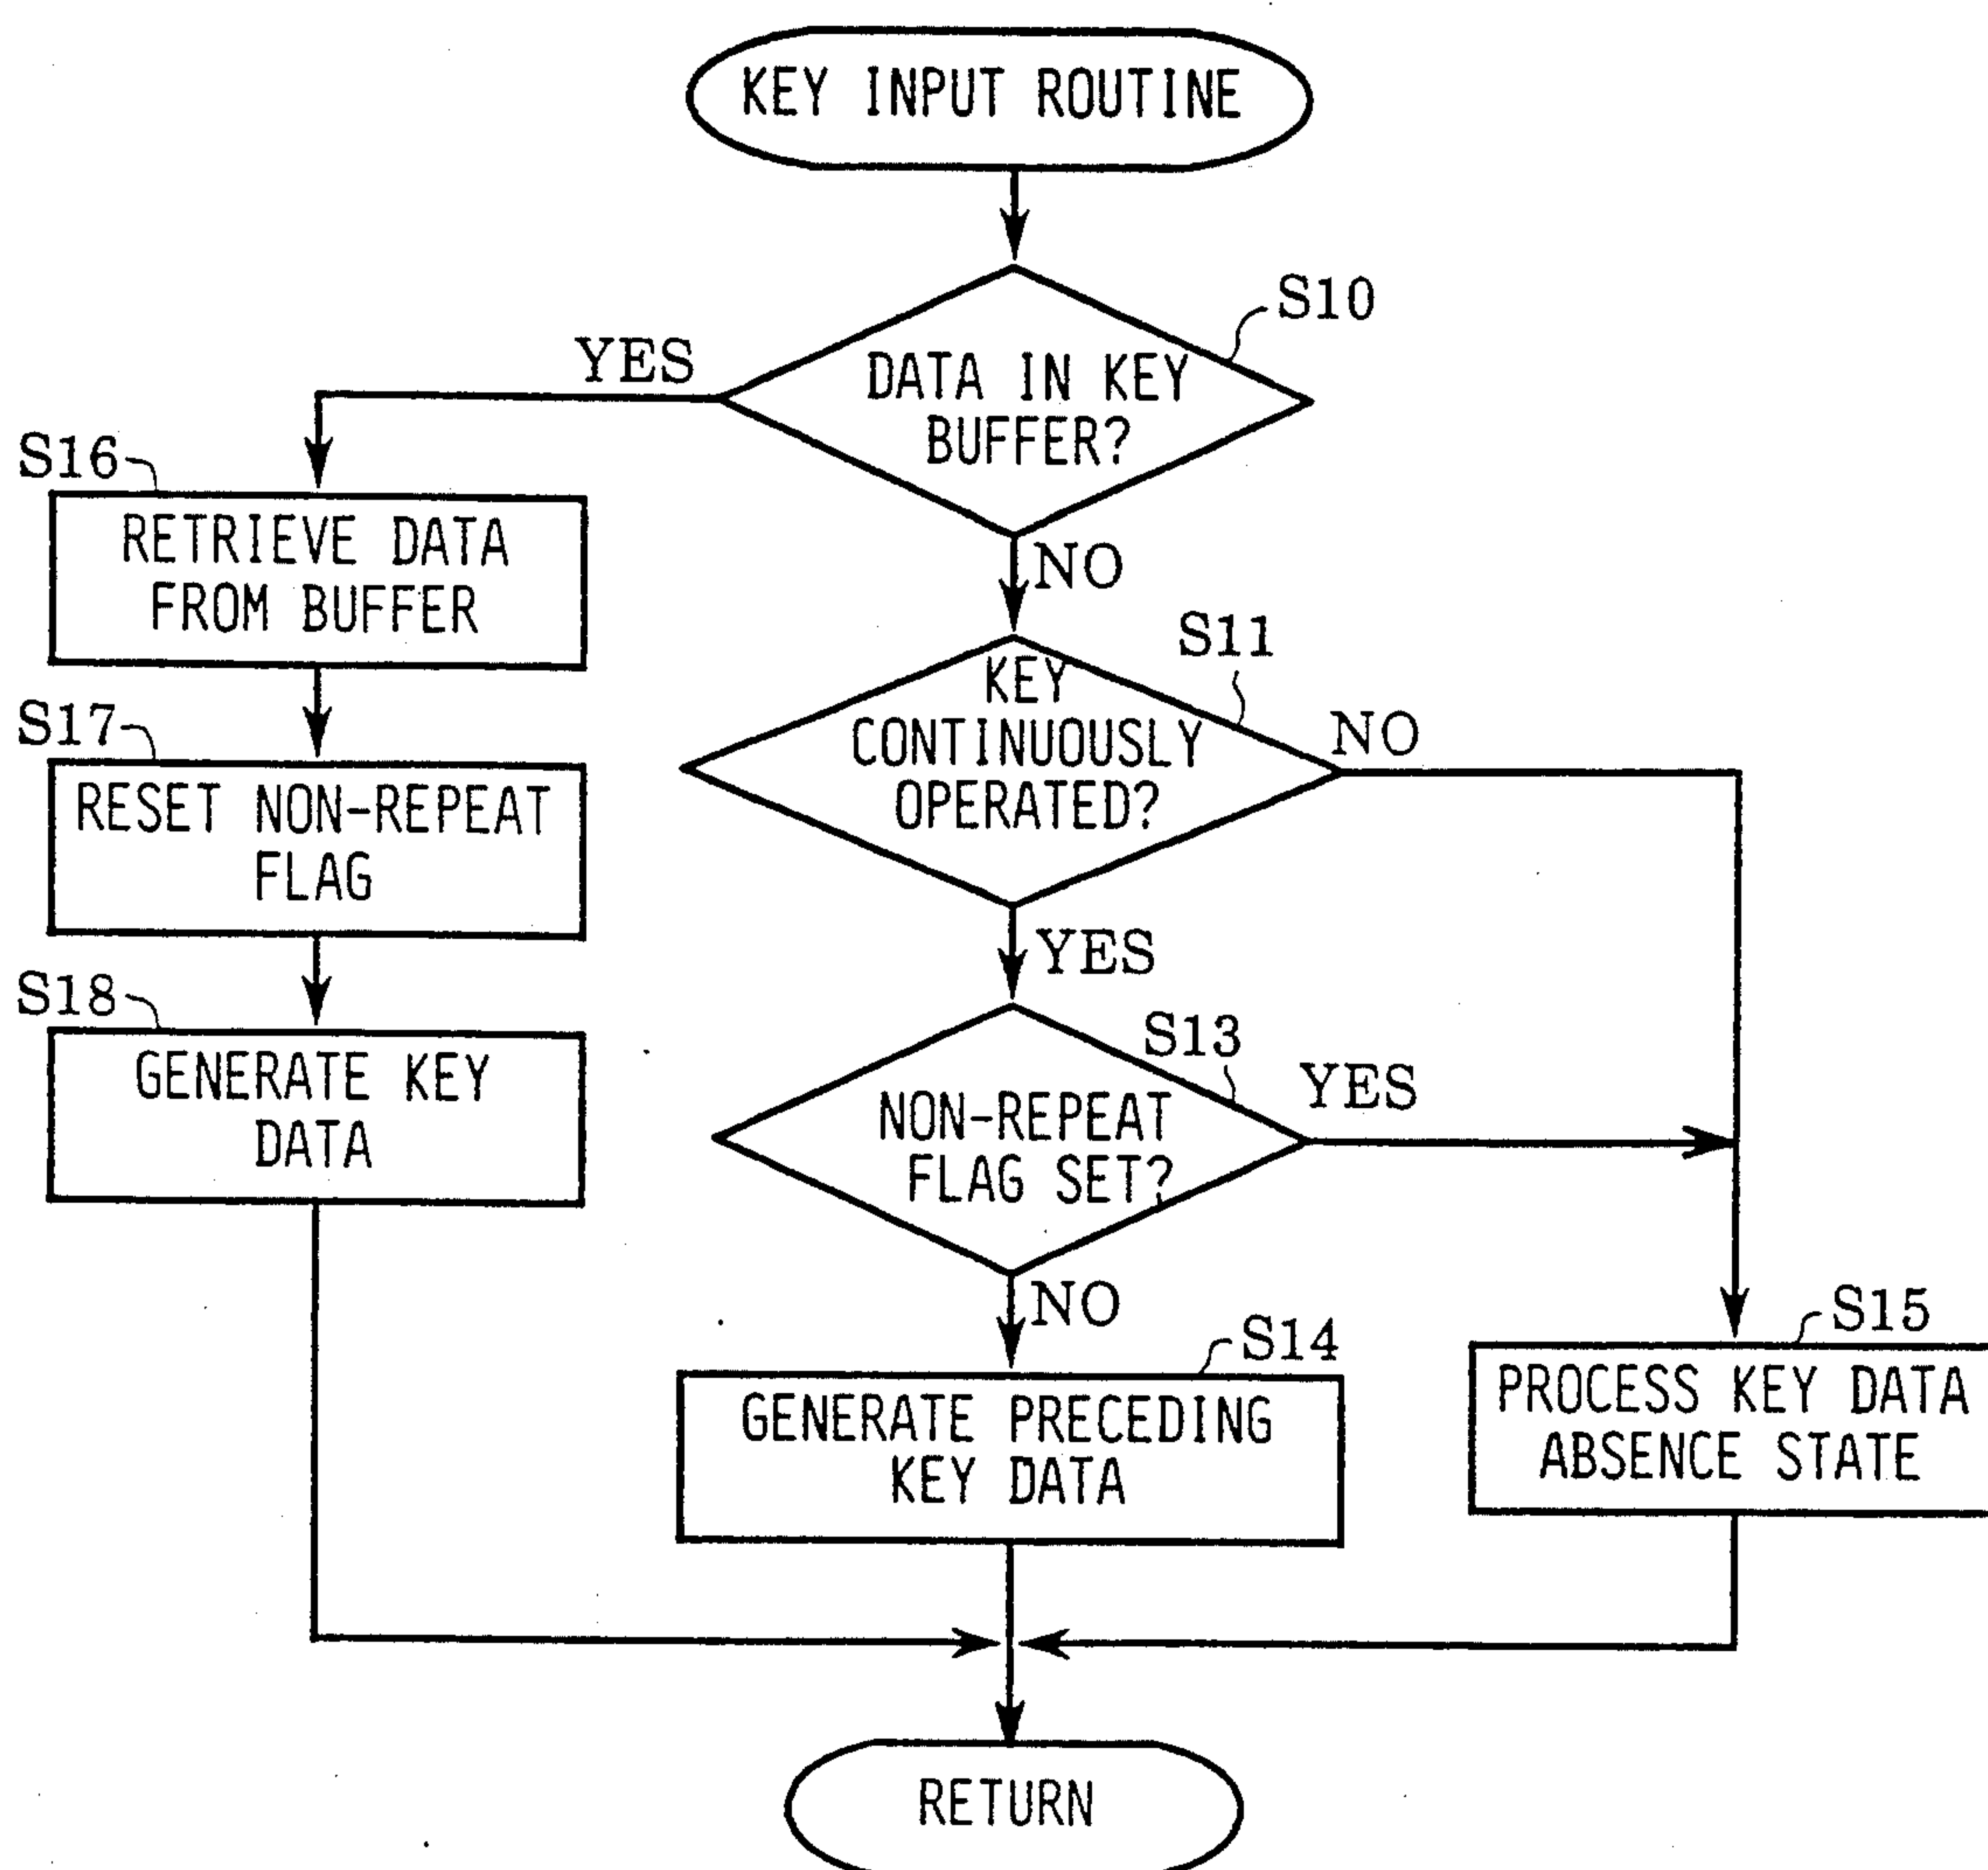 KEY INPUT ROUTINE
S10
YES
DATA IN KEY
BUFFER?
S16
NO
RETRIEVE DATA
FROM BUFFER
S11
KEY
CONTINUOUSLY
OPERATED?
NO
S17
RESET NON-REPEAT
FLAG
YES
S18
GENERATE KEY
DATA
S13
YES
NON-REPEAT
FLAG SET?
NO
S14
S15
GENERATE PRECEDING
KEY DATA
PROCESS KEY DATA
ABSENCE STATE
RETURN